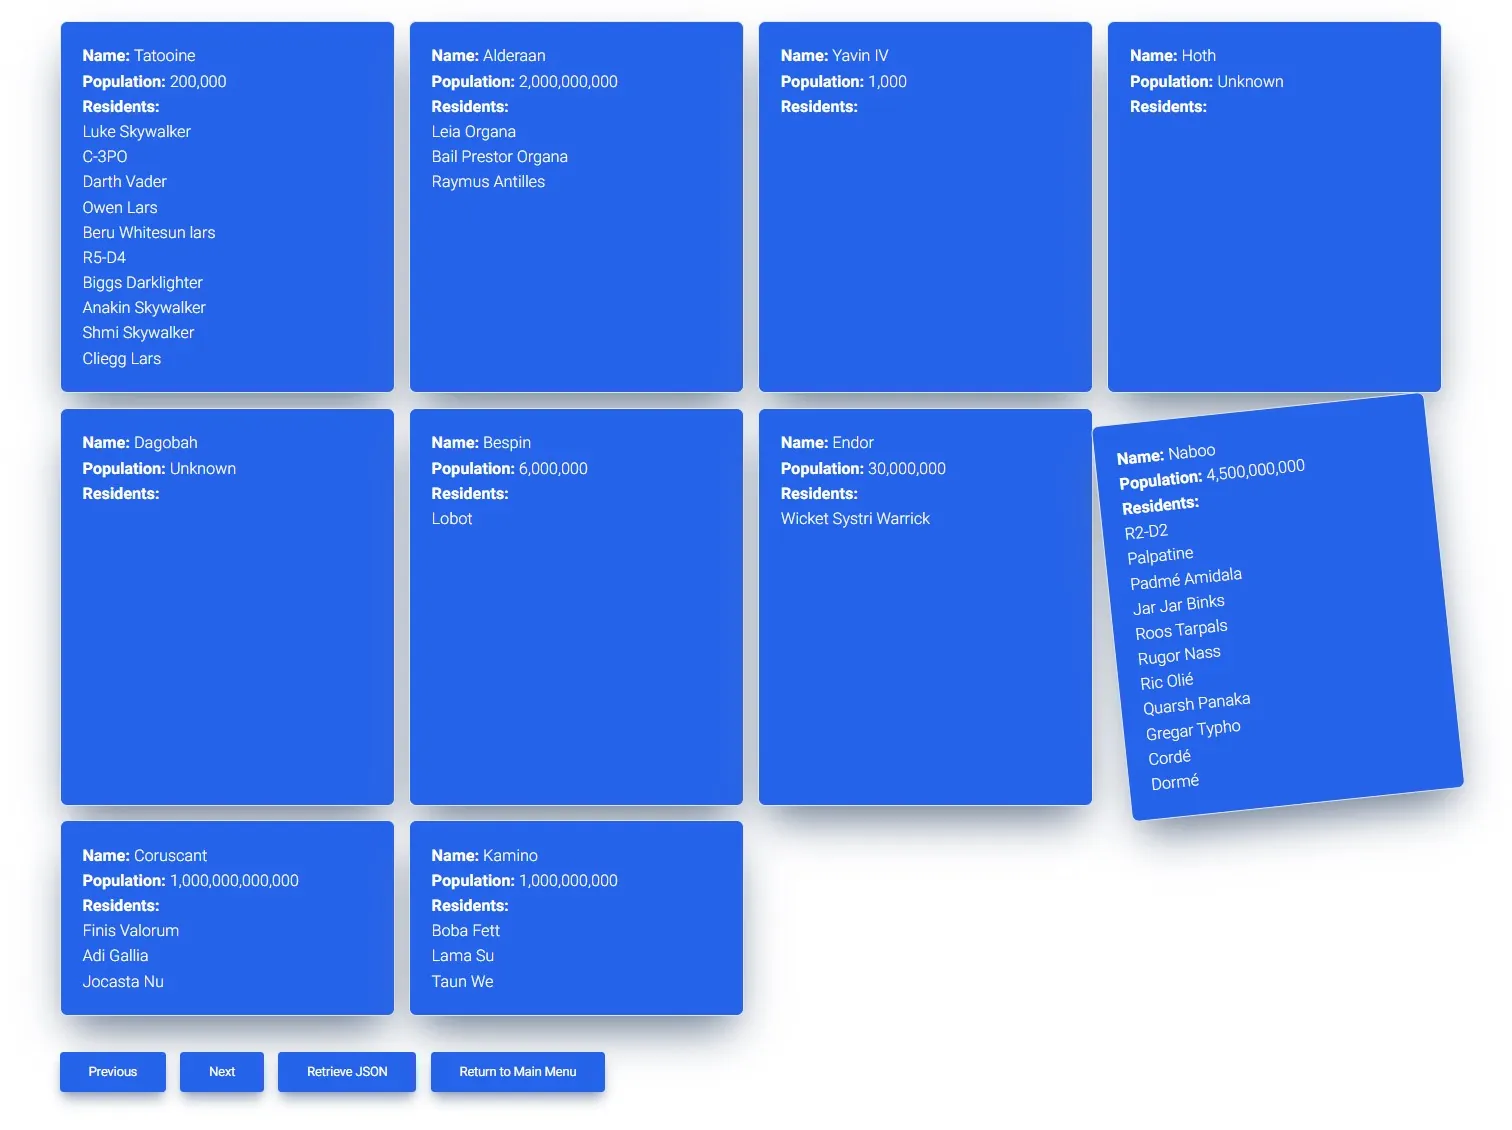 Name: Tatooine
Population: 200,000
Residents:
Luke Skywalker
C-3PO
Darth Vader
Owen Lars
Beru Whitesun lars
R5-D4
Biggs Darklighter
Anakin Skywalker
Shmi Skywalker
Cliegg Lars
Name: Alderaan
Population: 2,000,000,000
Residents:
Leia Organa
Bail Prestor Organa
Raymus Antilles
Name: Yavin IV
Population: 1,000
Residents:
Name: Hoth
Population: Unknown
Residents:
Name: Dagobah
Population: Unknown
Residents:
Name: Bespin
Population: 6,000,000
Residents:
Lobot
Name: Endor
Population: 30,000,000
Residents:
Wicket Systri Warrick
Name: Naboo
Population: 4,500,000,000
Residents:
R2-D2
Palpatine
Padmé Amidala
Jar Jar Binks
Roos Tarpals
Rugor Nass
Ric Olié
Quarsh Panaka
Gregar Typho
Cordé
Dormé
Name: Coruscant
Population: 1,000,000,000,000
Residents:
Finis Valorum
Adi Gallia
Jocasta Nu
Name: Kamino
Population: 1,000,000,000
Residents:
Boba Fett
Lama Su
Taun We
Previous
Next
Retrieve JSON
Return to Main Menu